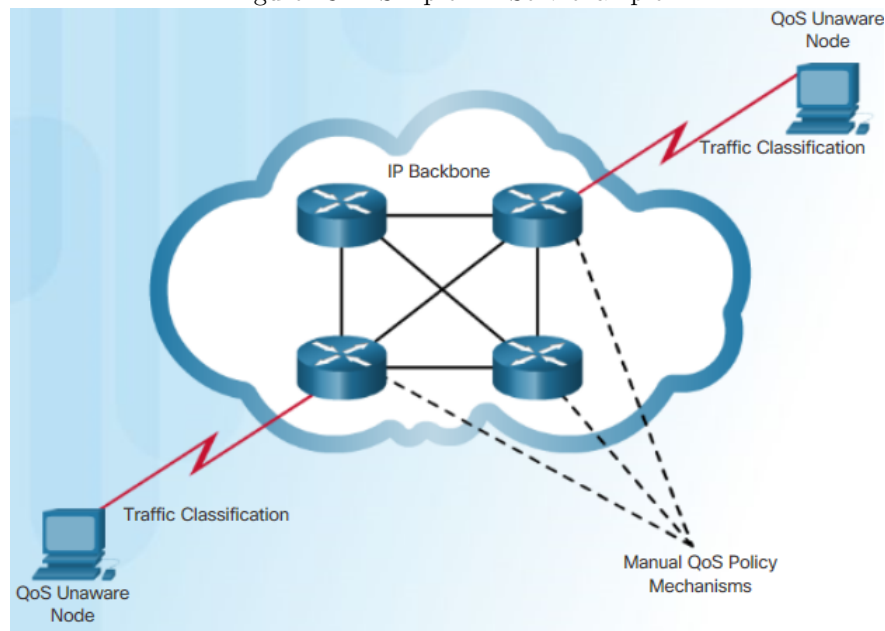 QoS Unaware
Node
Traffic Classification
IP Backbone
Traffic Classification
Manual QoS Policy
Mechanisms
QoS Unaware
Node